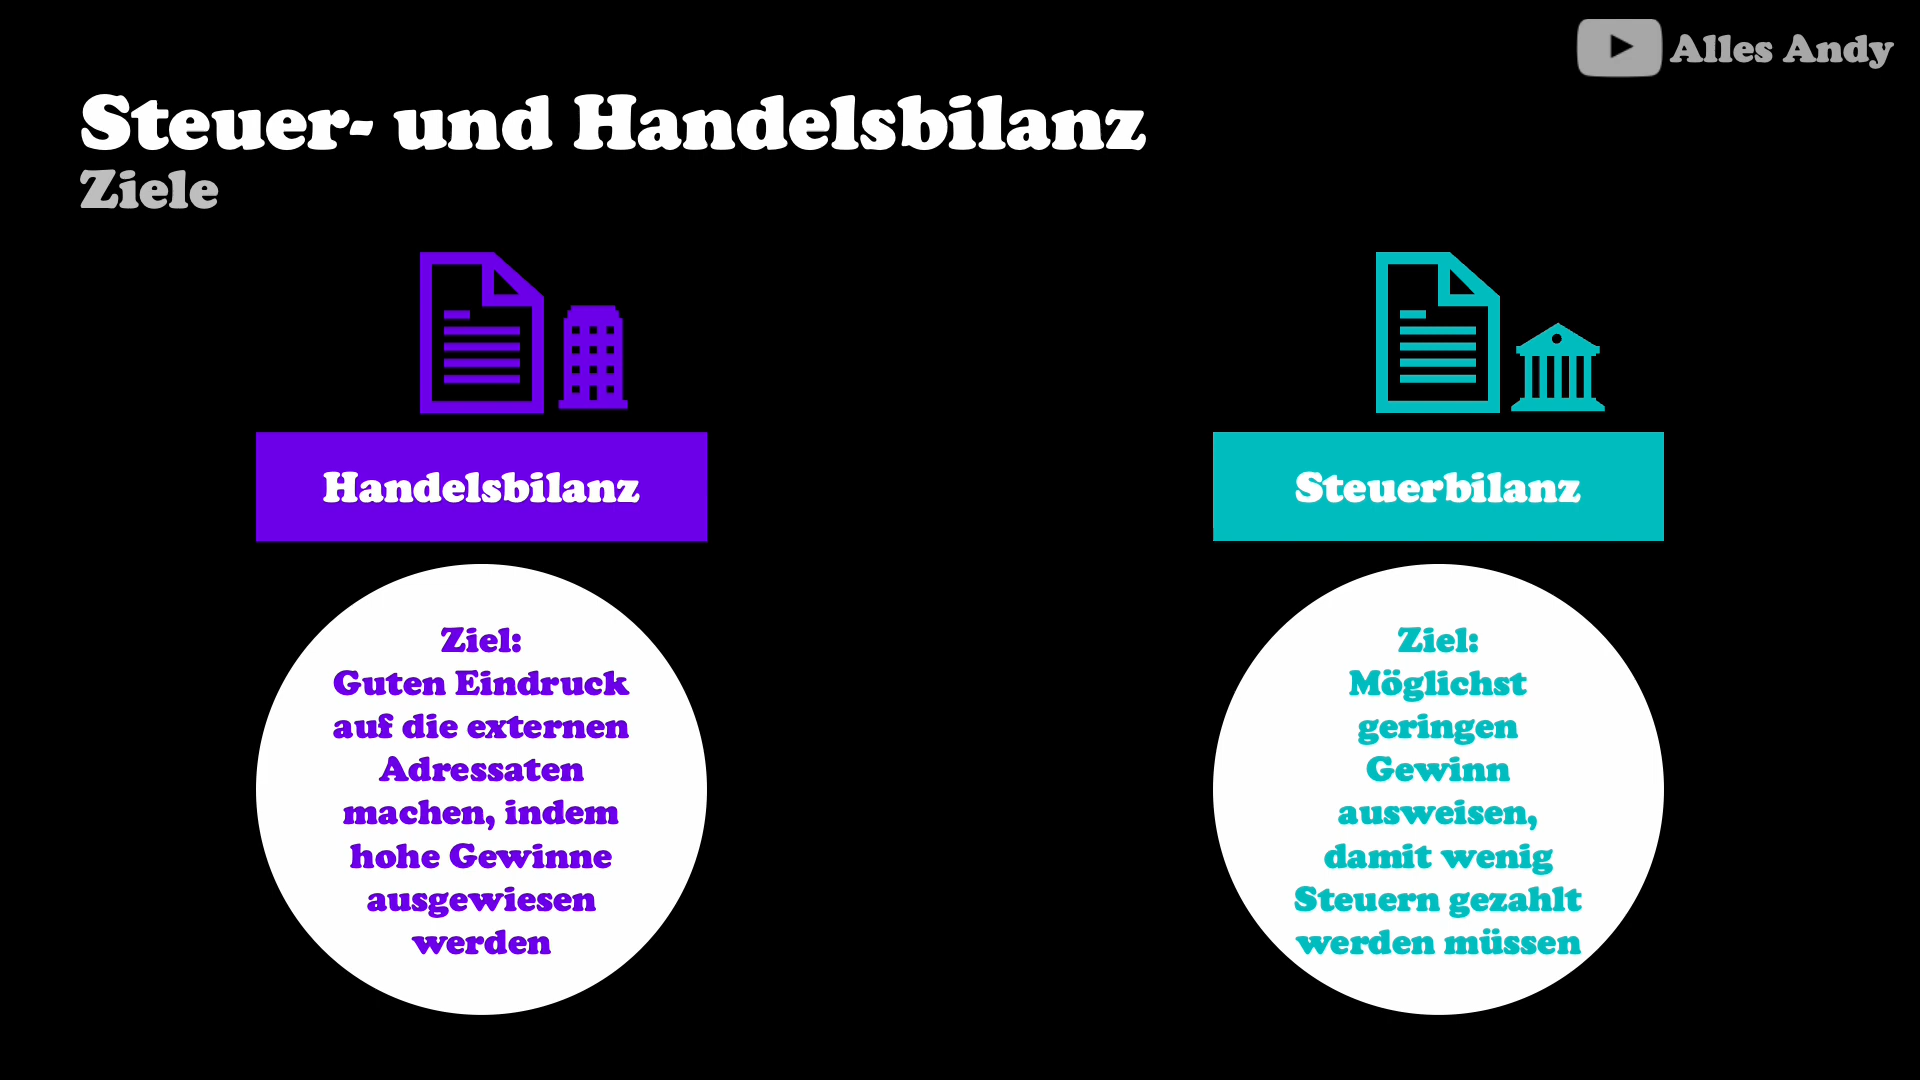 Alles Andy
Steuer- und Handelsbilanz
Ziele
Handelsbilanz
Ziel:
Guten Eindruck
auf die externen
Adressaten
machen, indem
hohe Gewinne
ausgewiesen
werden
Steuerbilanz
Ziel:
Möglichst
geringen
Gewinn
ausweisen,
damit wenig
Steuern gezahlt
werden müssen